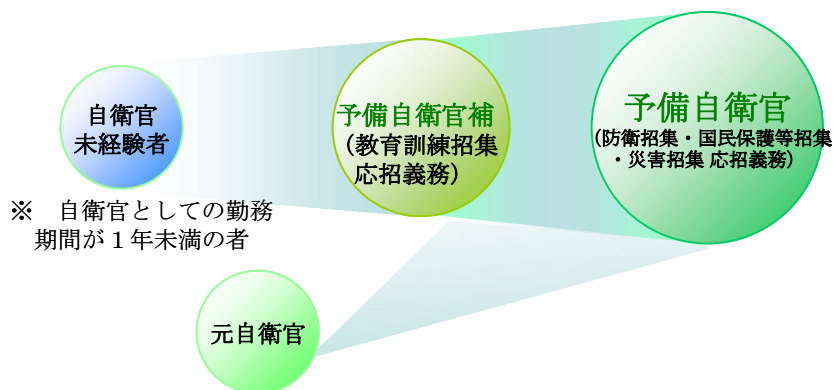 自衛官
未経験者
※　自衛官としての勤務
期間が１年未満の者
予備自衛官補
（教育訓練招集
応招義務）
予備自衛官
(防衛招集・国民保護等招集
・災害招集 応招義務)
元自衛官